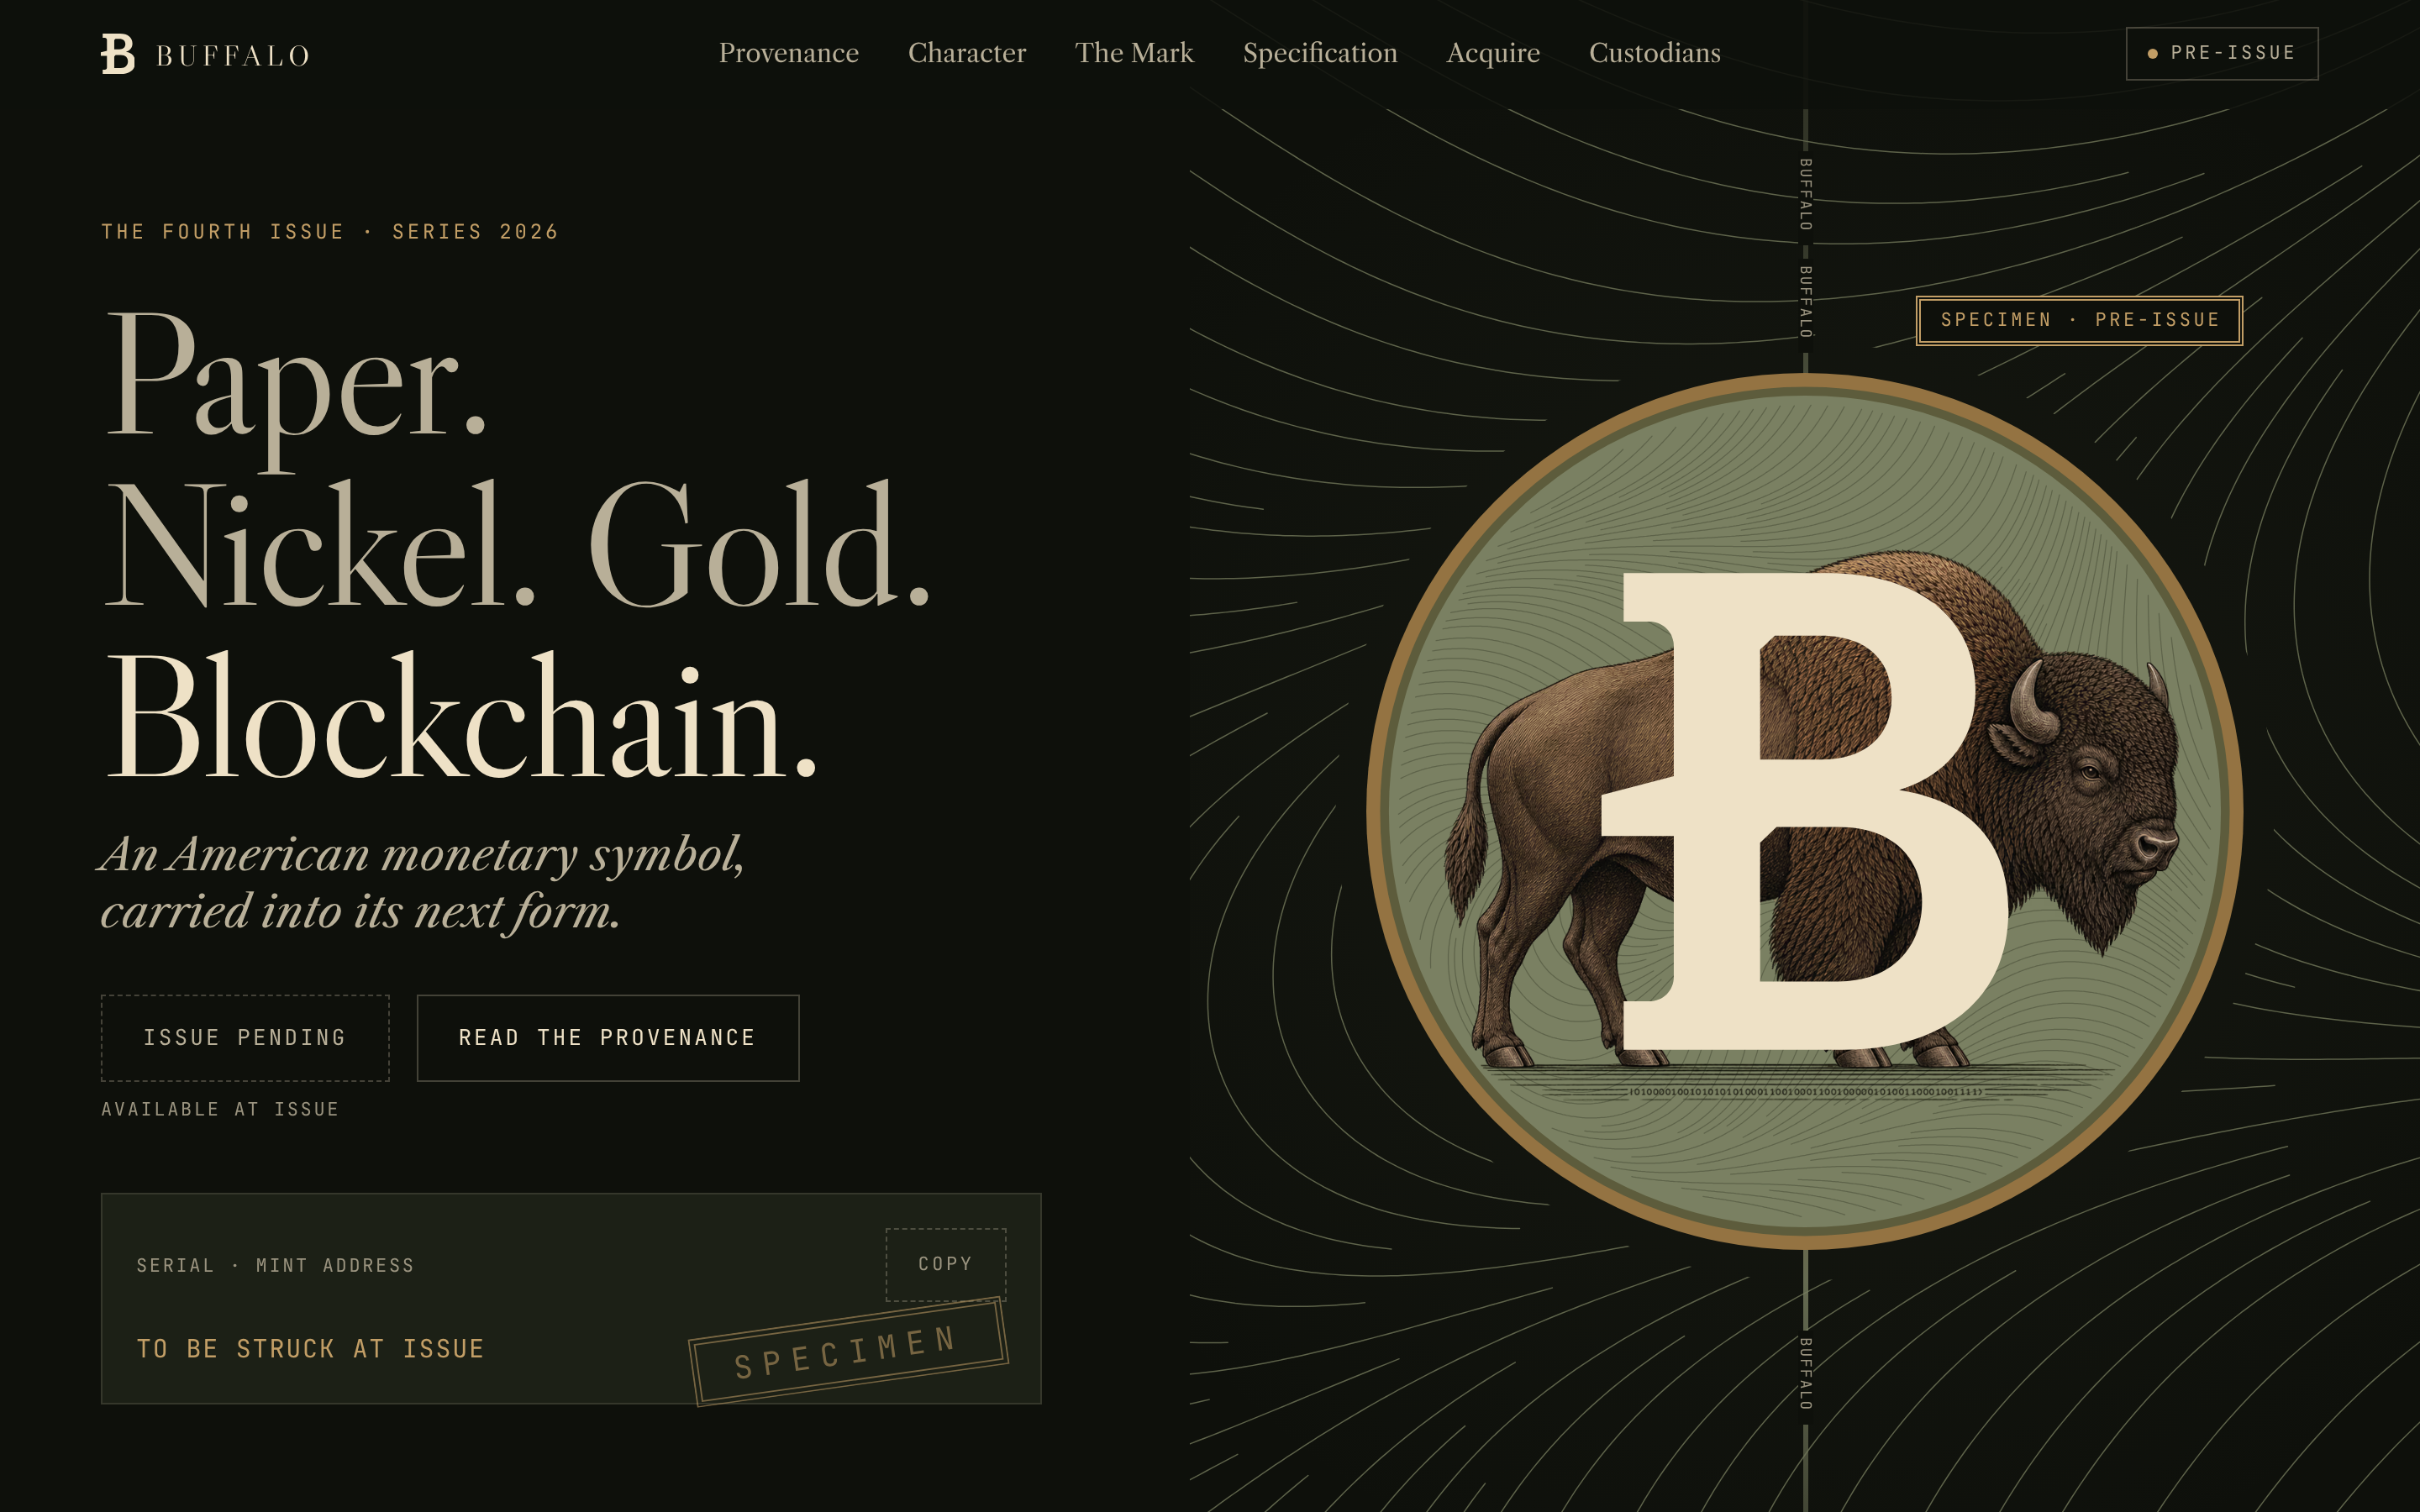 B BUFFALO
Provenance Character The Mark Specification Acquire Custodians
PRE-ISSUE
THE FOURTH ISSUE · SERIES 2026
Paper.
Nickel. Gold.
Blockchain.
An American monetary symbol,
carried into its next form.
ISSUE PENDING
READ THE PROVENANCE
AVAILABLE AT ISSUE
SERIAL · MINT ADDRESS
COPY
TO BE STRUCK AT ISSUE
SPECIMEN
BUFFALO
BUFFALO
SPECIMEN · PRE-ISSUE
B
BUFFALO